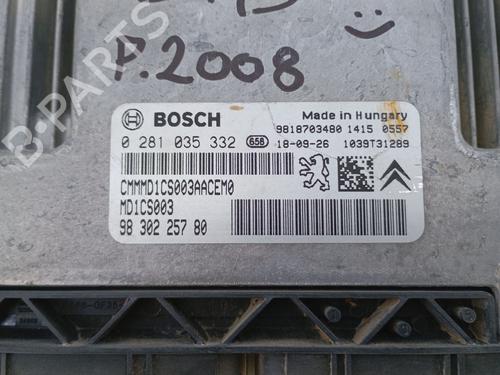 P.2008
B-PARTS
BOSCH
Made in Hungary
9818703480 1415 0557
0 281 035 332 65B 18-09-26 1039T31289
CMMMD1CS003AACEM0
MD1CS003
98 302 257 80